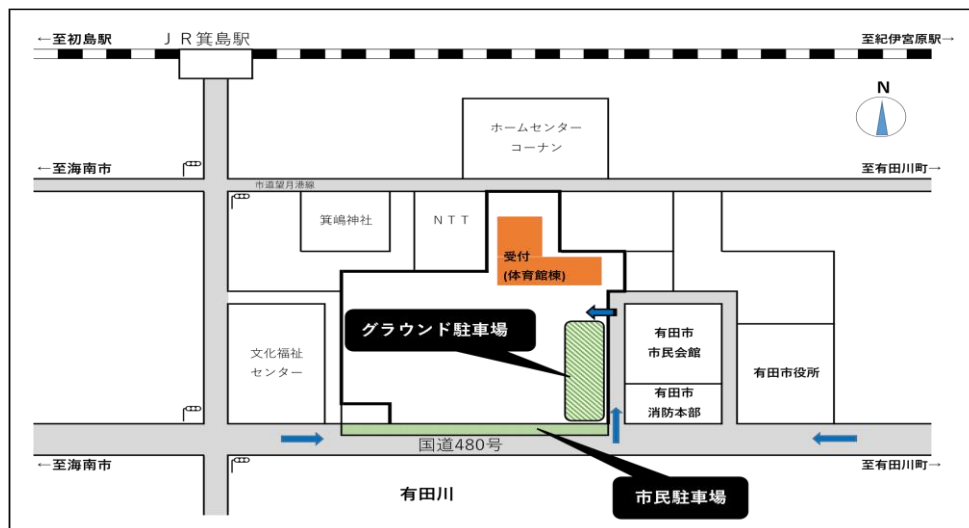 ←至初島駅
ＪＲ箕島駅
至紀伊宮原駅→
N
ホームセンター
コーナン
←至海南市
至有田川町→
市道望月港線
箕嶋神社
ＮＴＴ
受付
(体育館棟)
グラウンド駐車場
文化福祉
センター
有田市
市民会館
有田市役所
有田市
消防本部
国道480号
←至海南市
至有田川町→
有田川
市民駐車場